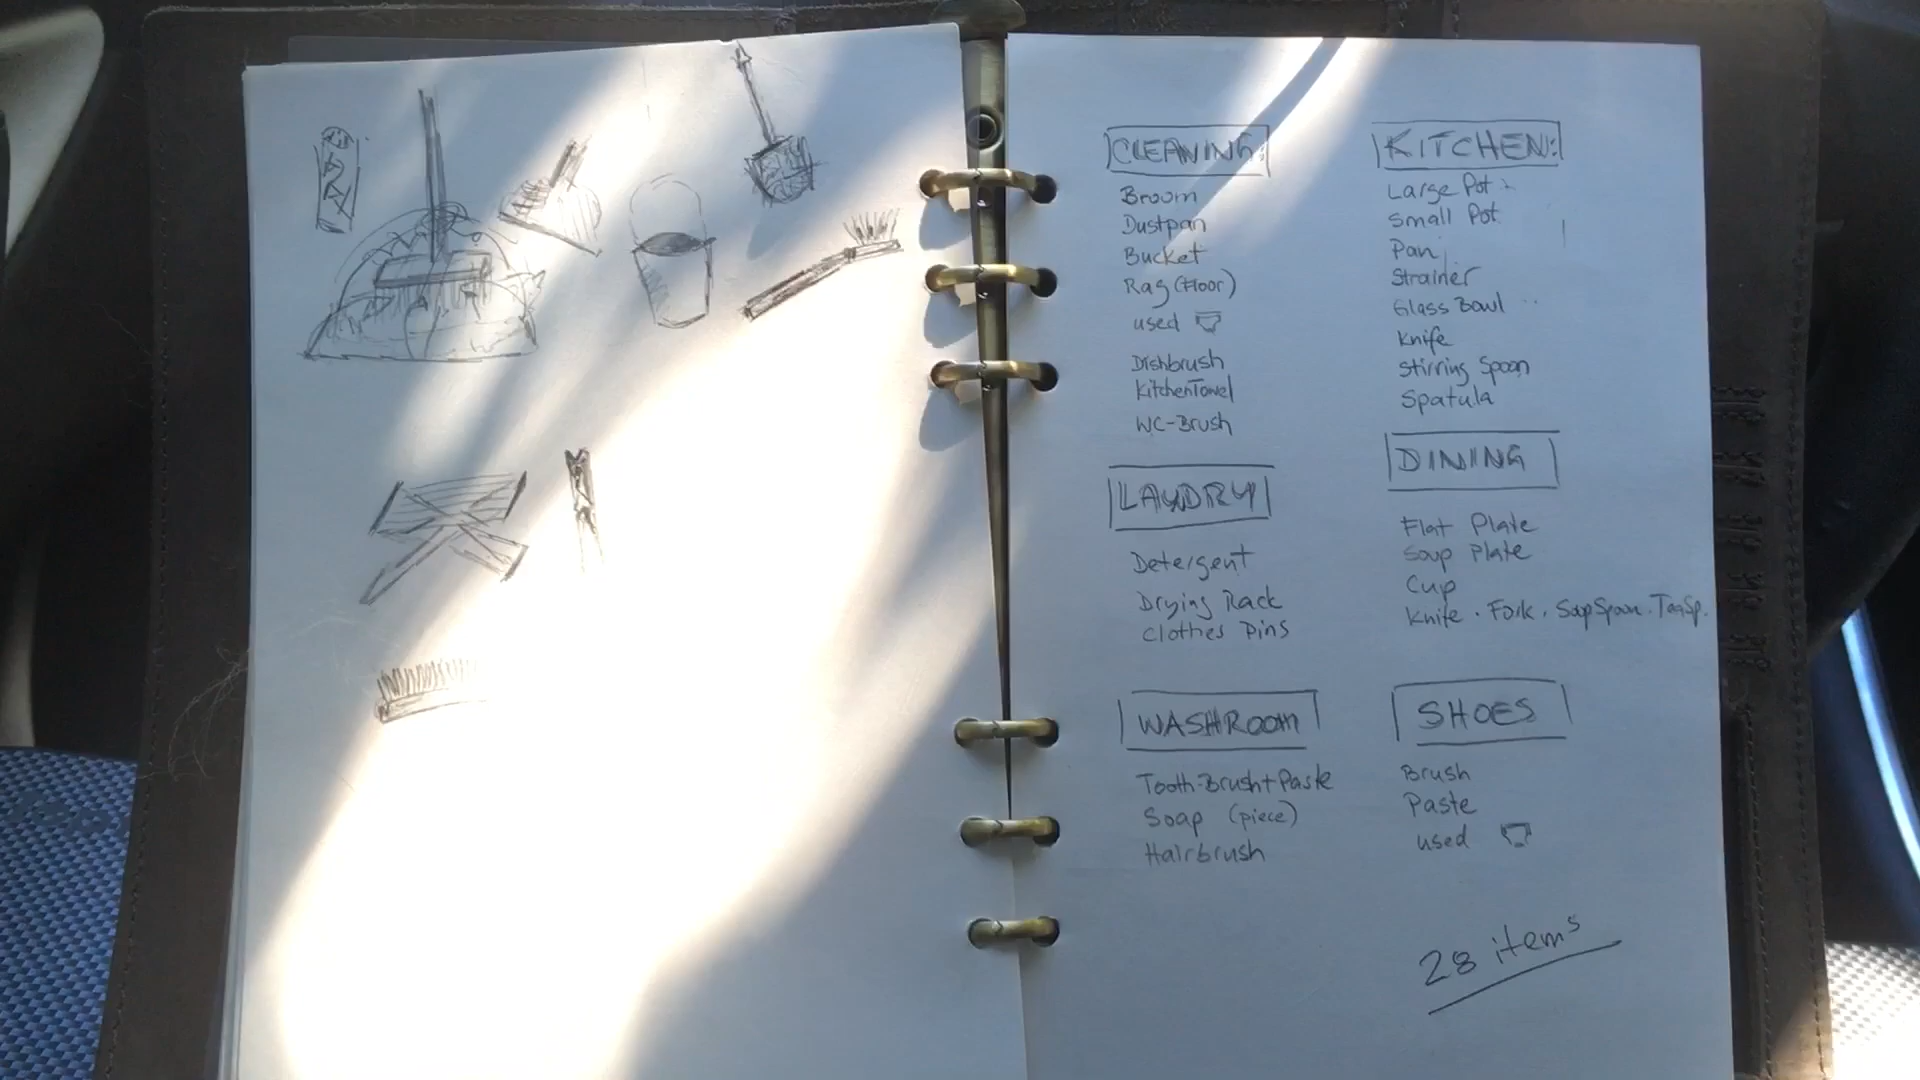 CLEANING:
Broom
Dustpan
Bucket
Rag (Floor)
used
Dishbrush
KitchenTowel
WC-Brush
LAUNDRY
Detergent
Drying Rack
Clothes Pins
WASHROOM
Tooth-Brush+Paste
Soap (piece)
Hairbrush
KITCHEN:
Large Pot
Small Pot
Pan
Strainer
Glass Bowl
Knife
Stirring Spoon
Spatula
DINING
Flat Plate
Soup Plate
Cup
Knife · Fork · SoupSpoon · TeaSp.
SHOES
Brush
Paste
used
28 items